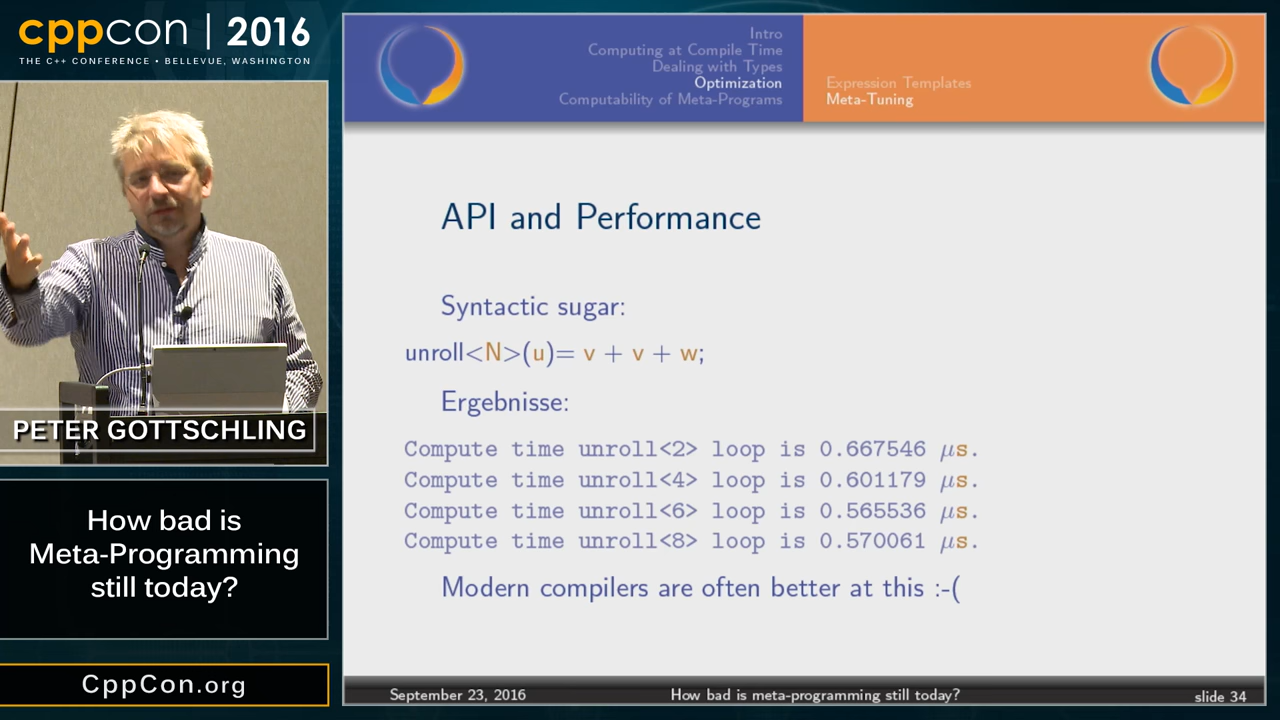 cppcon | 2016
THE C++ CONFERENCE • BELLEVUE, WASHINGTON
PETER GOTTSCHLING
How bad is
Meta-Programming
still today?
CppCon.org
Intro
Computing at Compile Time
Dealing with Types
Optimization
Computability of Meta-Programs
Expression Templates
Meta-Tuning
API and Performance
Syntactic sugar:
unroll<N>(u)= v + v + w;
Ergebnisse:
Compute time unroll<2> loop is 0.667546 μs.
Compute time unroll<4> loop is 0.601179 μs.
Compute time unroll<6> loop is 0.565536 μs.
Compute time unroll<8> loop is 0.570061 μs.
Modern compilers are often better at this :-(
September 23, 2016
How bad is meta-programming still today?
slide 34